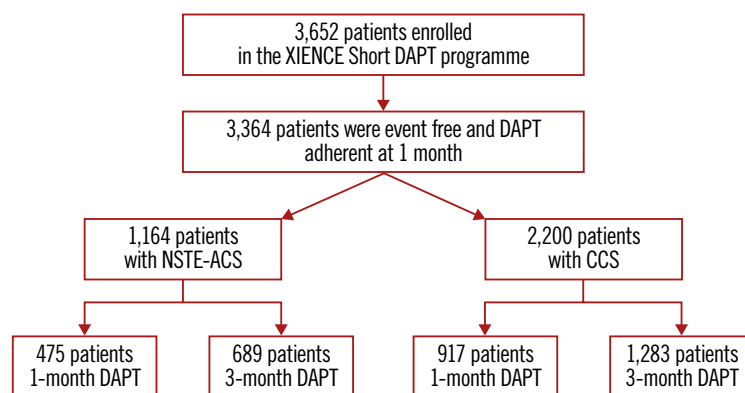 3,652 patients enrolled
in the XIENCE Short DAPT programme
3,364 patients were event free and DAPT
adherent at 1 month
1,164 patients
with NSTE-ACS
2,200 patients
with CCS
475 patients
1-month DAPT
689 patients
3-month DAPT
917 patients
1-month DAPT
1,283 patients
3-month DAPT